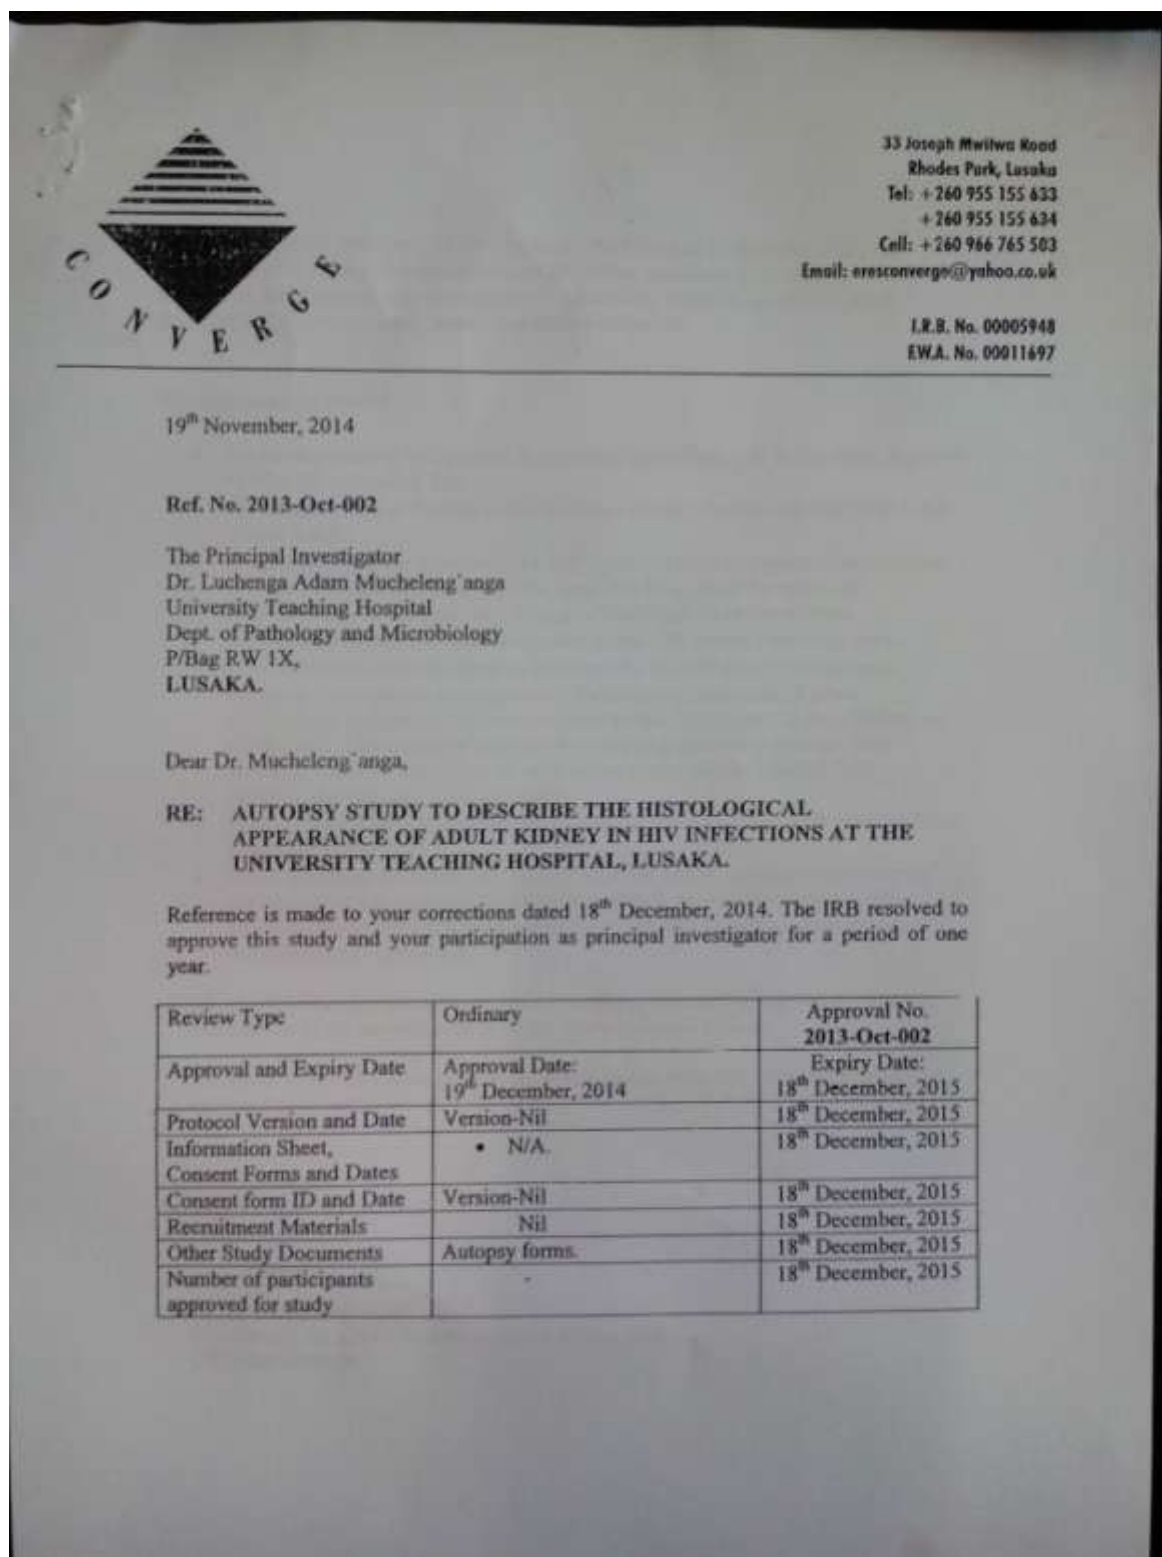 CONVERGE
33 Joseph Mwilwa Road
Rhodes Park, Lusaka
Tel: +260 955 155 633
+260 955 155 634
Cell: +260 966 765 503
Email: eresconverge@yahoo.co.uk
I.R.B. No. 00005948
F.W.A. No. 00011697
19th November, 2014
Ref. No. 2013-Oct-002
The Principal Investigator
Dr. Luchenga Adam Mucheleng`anga
University Teaching Hospital
Dept. of Pathology and Microbiology
P/Bag RW 1X,
LUSAKA.
Dear Dr. Mucheleng`anga,
RE: AUTOPSY STUDY TO DESCRIBE THE HISTOLOGICAL
APPEARANCE OF ADULT KIDNEY IN HIV INFECTIONS AT THE
UNIVERSITY TEACHING HOSPITAL, LUSAKA.
Reference is made to your corrections dated 18th December, 2014. The IRB resolved to
approve this study and your participation as principal investigator for a period of one
year.
Review Type Ordinary Approval No.
2013-Oct-002
Approval and Expiry Date Approval Date: Expiry Date:
19th December, 2014 18th December, 2015
Protocol Version and Date Version-Nil 18th December, 2015
Information Sheet, • N/A. 18th December, 2015
Consent Forms and Dates
Consent form ID and Date Version-Nil 18th December, 2015
Recruitment Materials Nil 18th December, 2015
Other Study Documents Autopsy forms. 18th December, 2015
Number of participants - 18th December, 2015
approved for study